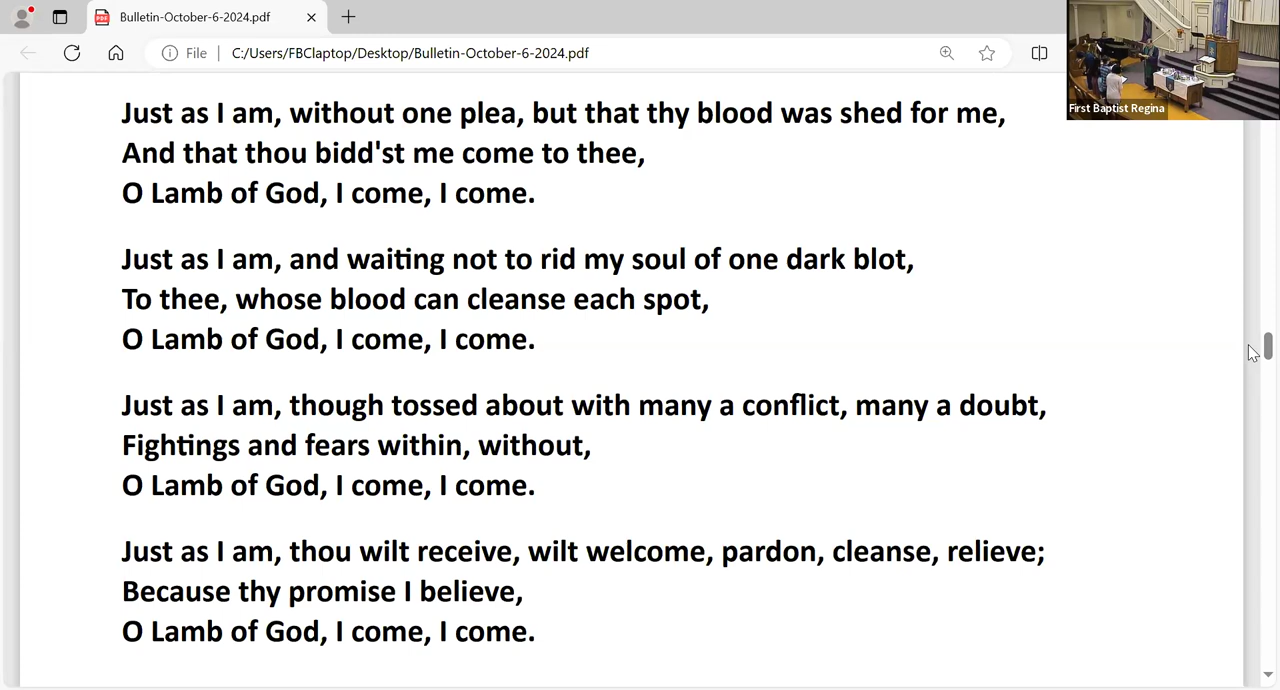 Bulletin-October-6-2024.pdf
File | C:/Users/FBClaptop/Desktop/Bulletin-October-6-2024.pdf
First Baptist Regina
Just as I am, without one plea, but that thy blood was shed for me,
And that thou bidd'st me come to thee,
O Lamb of God, I come, I come.
Just as I am, and waiting not to rid my soul of one dark blot,
To thee, whose blood can cleanse each spot,
O Lamb of God, I come, I come.
Just as I am, though tossed about with many a conflict, many a doubt,
Fightings and fears within, without,
O Lamb of God, I come, I come.
Just as I am, thou wilt receive, wilt welcome, pardon, cleanse, relieve;
Because thy promise I believe,
O Lamb of God, I come, I come.